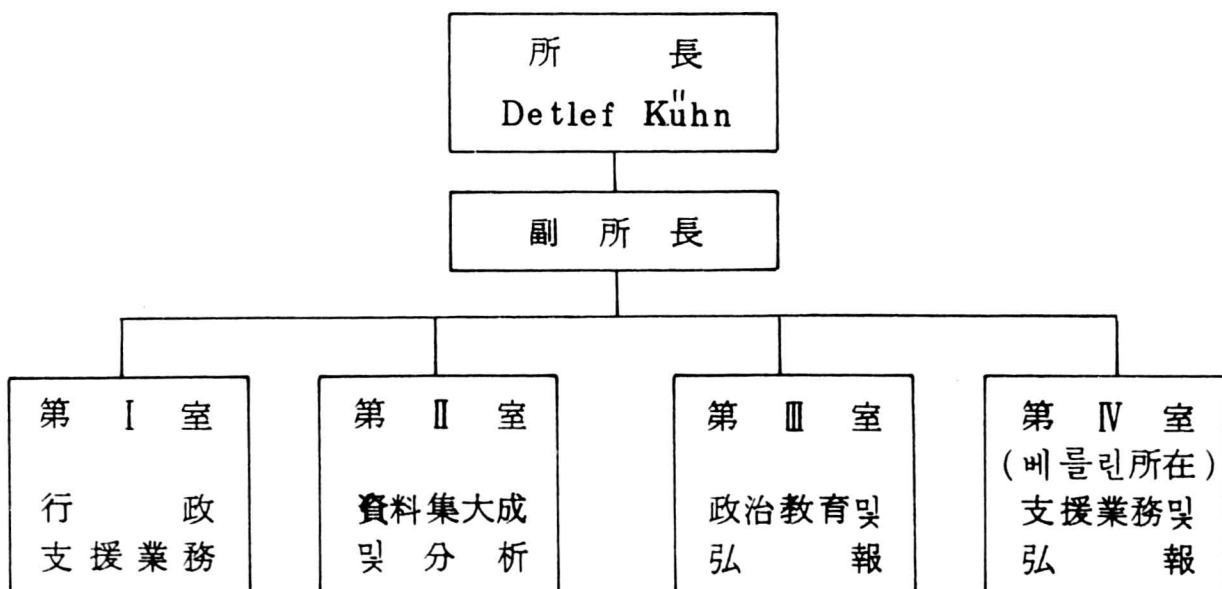 所長
Detlef Kühn
副所長
第 Ⅰ 室
行政
支援業務
第 Ⅱ 室
資料集大成
및 分析
第 Ⅲ 室
政治教育및
弘報
第 Ⅳ 室
(베를린所在)
支援業務및
弘報